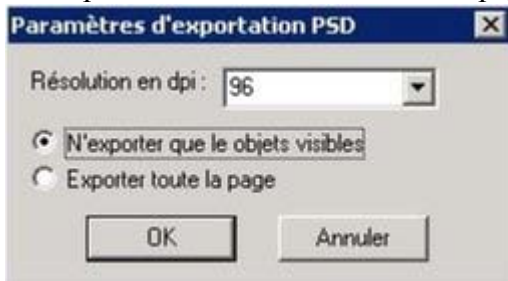 Paramètres d'exportation PSD
Résolution en dpi : 96
N'exporter que le objets visibles
Exporter toute la page
OK Annuler